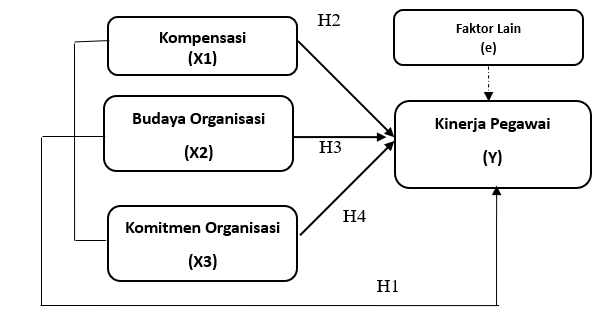 Kompensasi
(X1)
H2
Faktor Lain
(e)
Budaya Organisasi
(X2)
H3
Kinerja Pegawai
(Y)
Komitmen Organisasi
(X3)
H4
H1